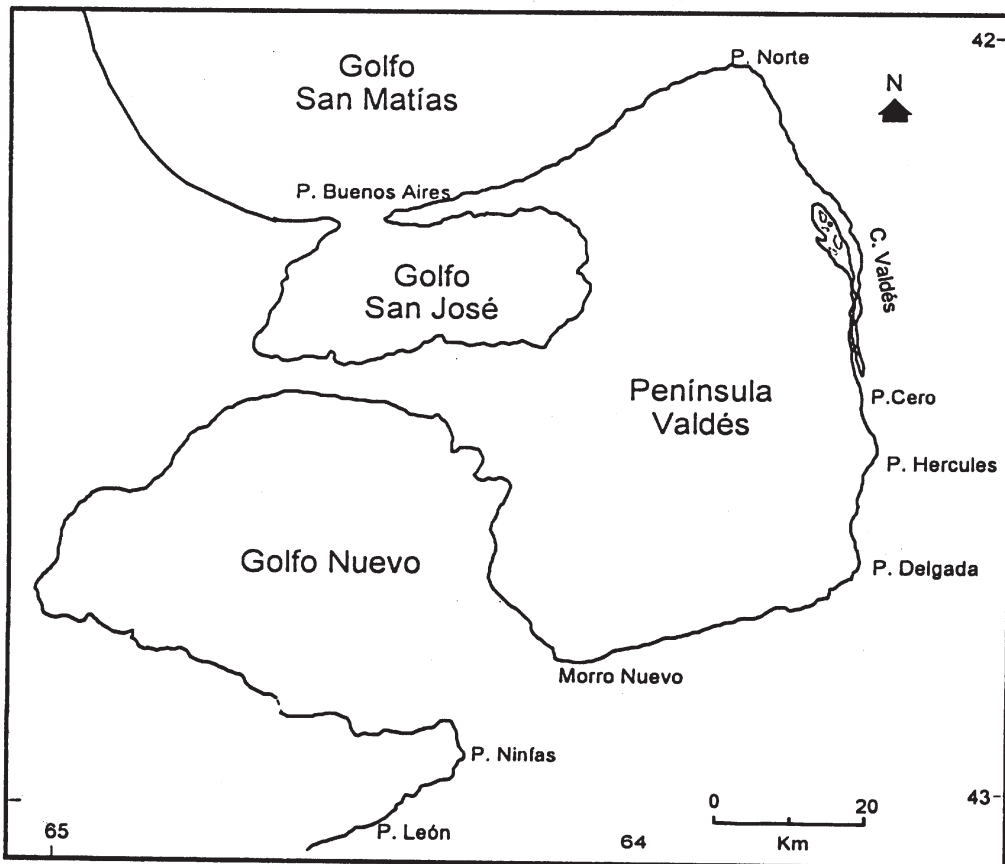 42
Golfo
San Matías
P. Norte
N
P. Buenos Aires
C. Valdés
Golfo
San José
Península
Valdés
P.Cero
P. Hercules
Golfo Nuevo
P. Delgada
Morro Nuevo
P. Ninfas
43
0 20
Km
65
P. León
64